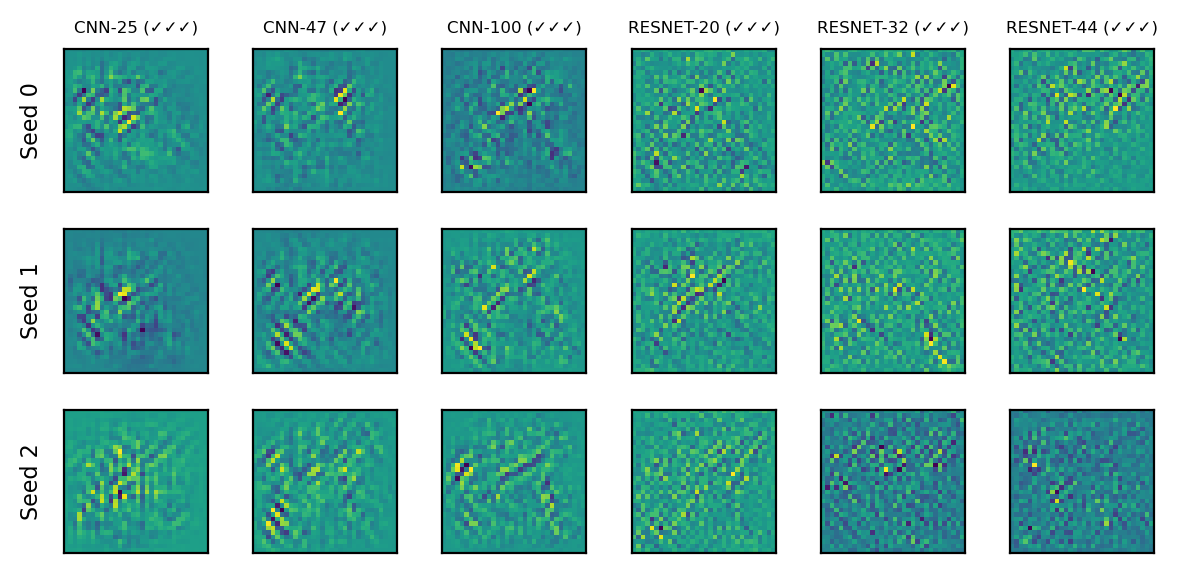 CNN-25 (✓✓✓) CNN-47 (✓✓✓) CNN-100 (✓✓✓) RESNET-20 (✓✓✓) RESNET-32 (✓✓✓) RESNET-44 (✓✓✓)
Seed 0
Seed 1
Seed 2